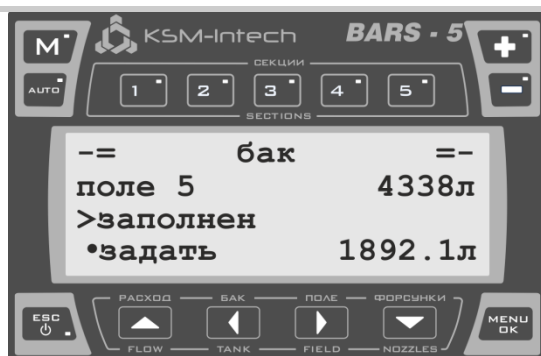 M
KSM-Intech
BARS - 5
+
AUTO
СЕКЦИИ
1 2 3 4 5
-
SECTIONS
-= бак =-
поле 5 4338л
>заполнен
•задать 1892.1л
ESC
РАСХОД БАК ПОЛЕ ФОРСУНКИ
MENU
OK
FLOW TANK FIELD NOZZLES